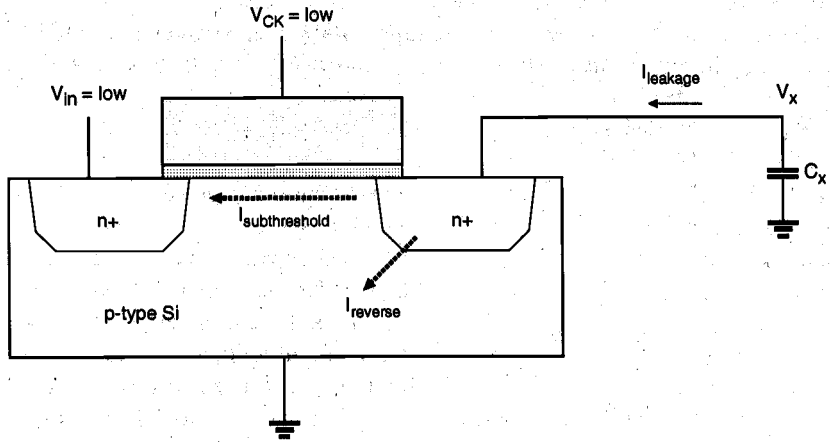 V_CK = low
V_in = low
I_leakage
V_x
C_x
n+
I_subthreshold
n+
I_reverse
p-type Si